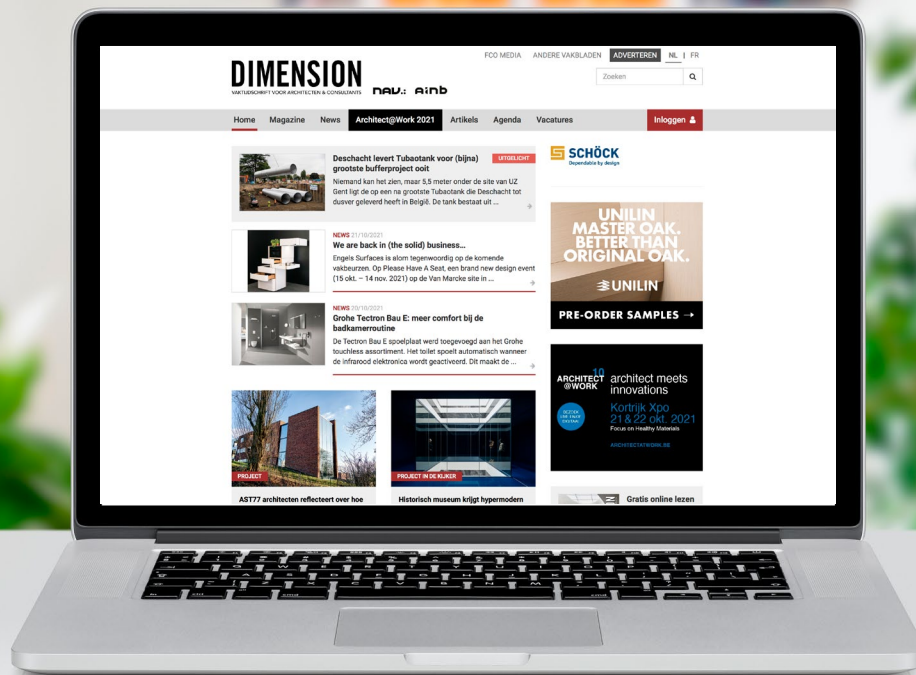 FCO MEDIA ANDERE VAKBLADEN ADVERTEREN NL | FR
DIMENSION
VAKTIJDSCHRIFT VOOR ARCHITECTEN & CONSULTANTS
nav.: ainb
Zoeken
Home Magazine News Architect@Work 2021 Artikels Agenda Vacatures Inloggen
Deschacht levert Tubaotank voor (bijna)
grootste bufferproject ooit
UITGELICHT
Niemand kan het zien, maar 5,5 meter onder de site van UZ
Gent ligt de op een na grootste Tubaotank die Deschacht tot
dusver geleverd heeft in België. De tank bestaat uit ...
NEWS 21/10/2021
We are back in (the solid) business...
Engels Surfaces is alom tegenwoordig op de komende
vakbeurzen. Op Please Have A Seat, een brand new design event
(15 okt. – 14 nov. 2021) op de Van Marcke site in ...
NEWS 20/10/2021
Grohe Tectron Bau E: meer comfort bij de
badkamerroutine
De Tectron Bau E spoelplaat werd toegevoegd aan het Grohe
touchless assortiment. Het toilet spoelt automatisch wanneer
de infrarood elektronica wordt geactiveerd. Dit maakt de ...
PROJECT
AST77 architecten reflecteert over hoe
PROJECT IN DE KIJKER
Historisch museum krijgt hypermodern
SCHÖCK
Dependable by design
UNILIN
MASTER OAK.
BETTER THAN
ORIGINAL OAK.
UNILIN
PRE-ORDER SAMPLES →
ARCHITECT
@WORK
10
architect meets
innovations
Kortrijk Xpo
21 & 22 okt. 2021
Focus on Healthy Materials
ARCHITECTATWORK.BE
Gratis online lezen